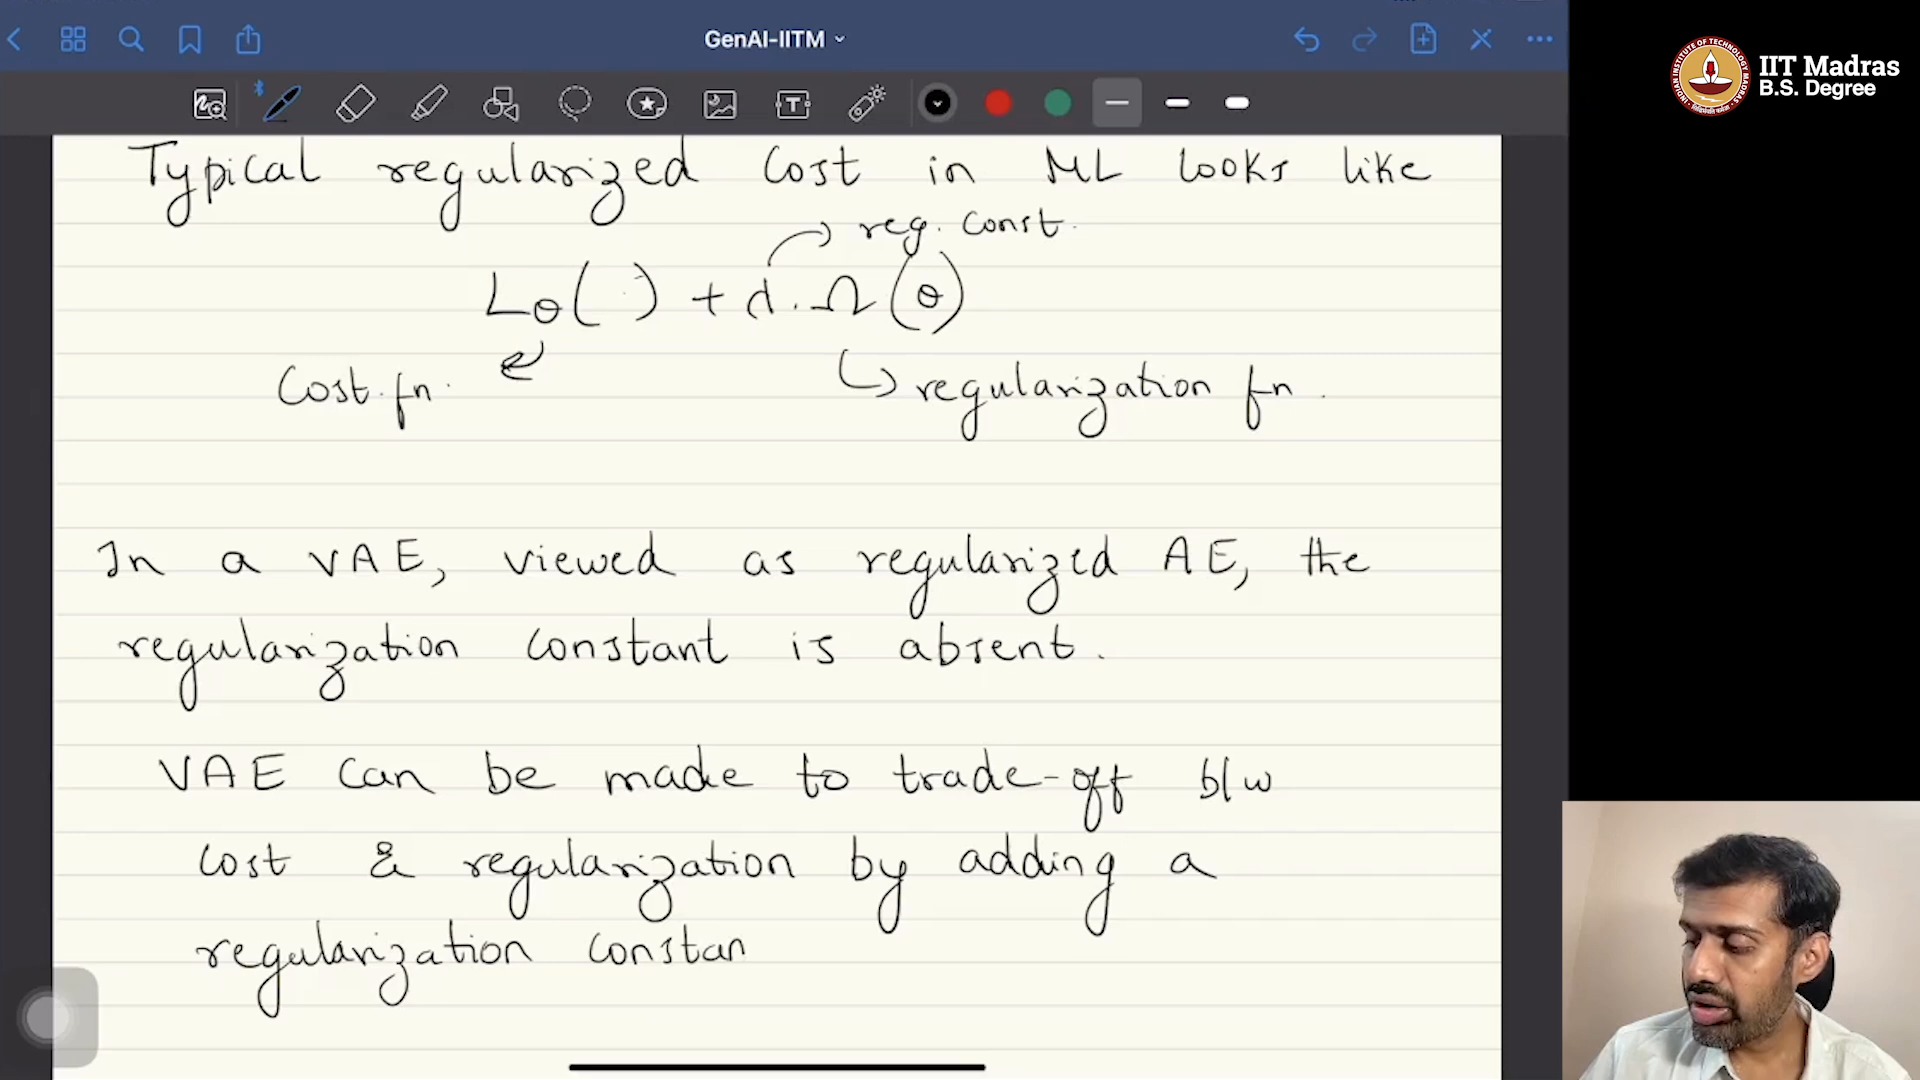 GenAI-IITM
IIT Madras
B.S. Degree
Typical regularized cost in ML looks like
reg. const.
Lθ( ) + α. Ω(θ)
Cost fn.
regularization fn.
In a VAE, viewed as regularized AE, the
regularization constant is absent.
VAE can be made to trade-off b/w
cost & regularization by adding a
regularization constan